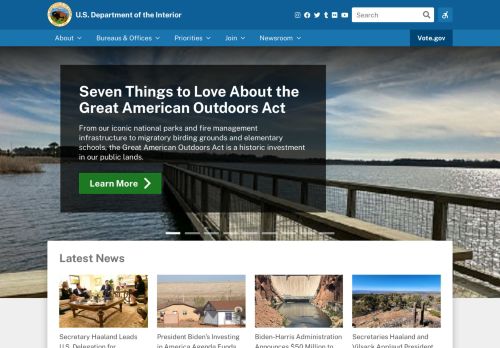 U.S. Department of the Interior
Search
About
Bureaus & Offices
Priorities
Join
Newsroom
Vote.gov
Seven Things to Love About the
Great American Outdoors Act
From our iconic national parks and fire management
infrastructure to migratory birding grounds and elementary
schools, the Great American Outdoors Act is a historic investment
in our public lands.
Learn More
Latest News
Secretary Haaland Leads
U.S. Delegation for
President Biden's Investing
in America Agenda Funds
Biden-Harris Administration
Announces $50 Million to
Secretaries Haaland and
Vilsack Applaud President